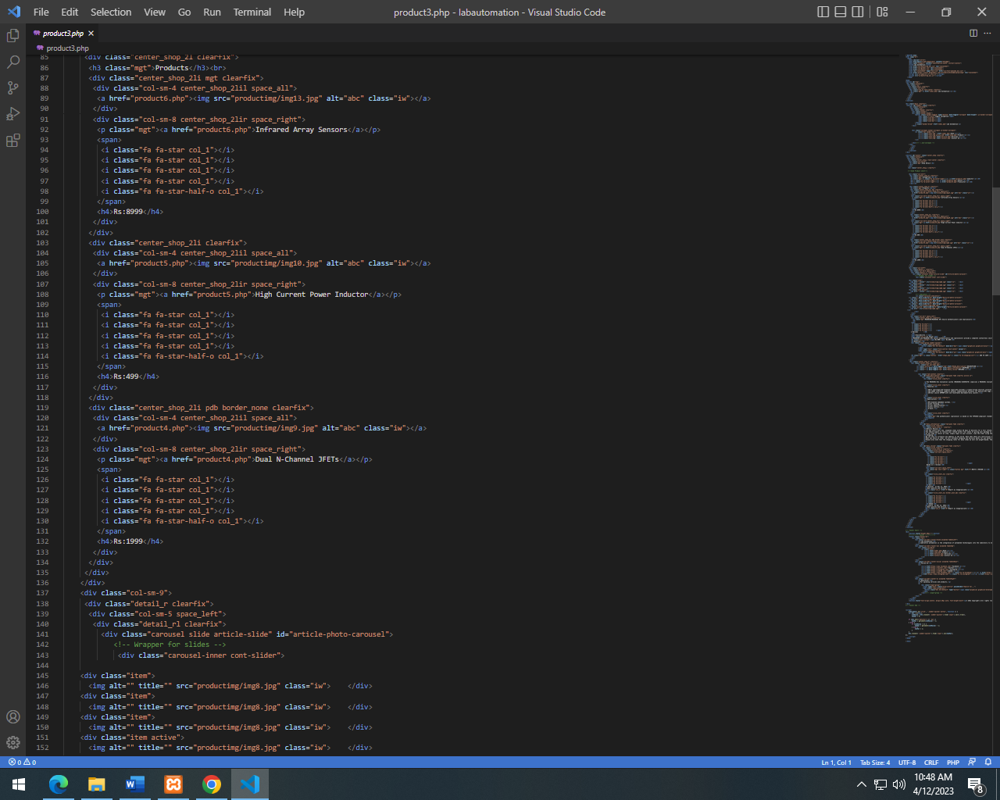 File Edit Selection View Go Run Terminal Help product3.php - labautomation - Visual Studio Code
product3.php
product3.php
85 <div class="center_shop_2l clearfix">
86 <h3 class="mgt">Products</h3><br>
87 <div class="center_shop_2li mgt clearfix">
88 <div class="col-sm-4 center_shop_2lil space_all">
89 <a href="product6.php"><img src="productimg/img13.jpg" alt="abc" class="iw"></a>
90 </div>
91 <div class="col-sm-8 center_shop_2lir space_right">
92 <p class="mgt"><a href="product6.php">Infrared Array Sensors</a></p>
93 <span>
94 <i class="fa fa-star col_1"></i>
95 <i class="fa fa-star col_1"></i>
96 <i class="fa fa-star col_1"></i>
97 <i class="fa fa-star col_1"></i>
98 <i class="fa fa-star-half-o col_1"></i>
99 </span>
100 <h4>Rs:8999</h4>
101 </div>
102 </div>
103 <div class="center_shop_2li clearfix">
104 <div class="col-sm-4 center_shop_2lil space_all">
105 <a href="product5.php"><img src="productimg/img10.jpg" alt="abc" class="iw"></a>
106 </div>
107 <div class="col-sm-8 center_shop_2lir space_right">
108 <p class="mgt"><a href="product5.php">High Current Power Inductor</a></p>
109 <span>
110 <i class="fa fa-star col_1"></i>
111 <i class="fa fa-star col_1"></i>
112 <i class="fa fa-star col_1"></i>
113 <i class="fa fa-star col_1"></i>
114 <i class="fa fa-star-half-o col_1"></i>
115 </span>
116 <h4>Rs:499</h4>
117 </div>
118 </div>
119 <div class="center_shop_2li pdb border_none clearfix">
120 <div class="col-sm-4 center_shop_2lil space_all">
121 <a href="product4.php"><img src="productimg/img9.jpg" alt="abc" class="iw"></a>
122 </div>
123 <div class="col-sm-8 center_shop_2lir space_right">
124 <p class="mgt"><a href="product4.php">Dual N-Channel JFETs</a></p>
125 <span>
126 <i class="fa fa-star col_1"></i>
127 <i class="fa fa-star col_1"></i>
128 <i class="fa fa-star col_1"></i>
129 <i class="fa fa-star col_1"></i>
130 <i class="fa fa-star-half-o col_1"></i>
131 </span>
132 <h4>Rs:1999</h4>
133 </div>
134 </div>
135 </div>
136 </div>
137 <div class="col-sm-9">
138 <div class="detail_r clearfix">
139 <div class="col-sm-5 space_left">
140 <div class="detail_rl clearfix">
141 <div class="carousel slide article-slide" id="article-photo-carousel">
142 <!-- Wrapper for slides -->
143 <div class="carousel-inner cont-slider">
144
145 <div class="item">
146 <img alt="" title="" src="productimg/img8.jpg" class="iw"> </div>
147 <div class="item">
148 <img alt="" title="" src="productimg/img8.jpg" class="iw"> </div>
149 <div class="item">
150 <img alt="" title="" src="productimg/img8.jpg" class="iw"> </div>
151 <div class="item active">
152 <img alt="" title="" src="productimg/img8.jpg" class="iw"> </div>
0 0 Ln 1, Col 1 Tab Size: 4 UTF-8 CRLF PHP
10:48 AM
4/12/2023
8